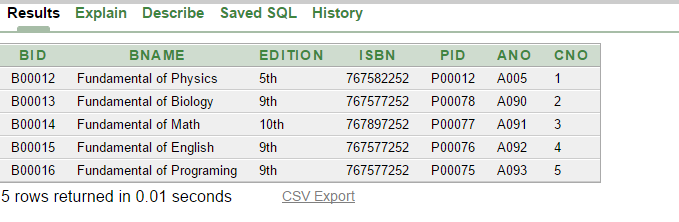 Results Explain Describe Saved SQL History
BID BNAME EDITION ISBN PID ANO CNO
B00012 Fundamental of Physics 5th 767582252 P00012 A005 1
B00013 Fundamental of Biology 9th 767577252 P00078 A090 2
B00014 Fundamental of Math 10th 767897252 P00077 A091 3
B00015 Fundamental of English 9th 767577252 P00076 A092 4
B00016 Fundamental of Programing 9th 767577252 P00075 A093 5
5 rows returned in 0.01 seconds CSV Export